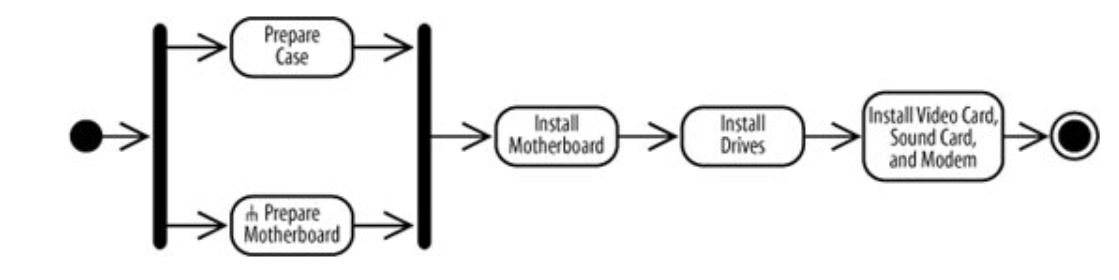 Prepare
Case
Install
Motherboard
Install
Drives
Install Video Card,
Sound Card,
and Modem
Prepare
Motherboard